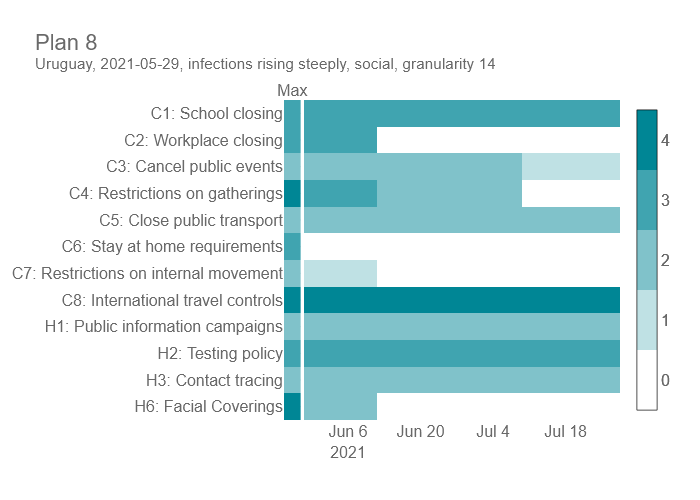 Plan 8
Uruguay, 2021-05-29, infections rising steeply, social, granularity 14
Max
C1: School closing
C2: Workplace closing
C3: Cancel public events
C4: Restrictions on gatherings
C5: Close public transport
C6: Stay at home requirements
C7: Restrictions on internal movement
C8: International travel controls
H1: Public information campaigns
H2: Testing policy
H3: Contact tracing
H6: Facial Coverings
4
3
2
1
0
Jun 6 Jun 20 Jul 4 Jul 18
2021